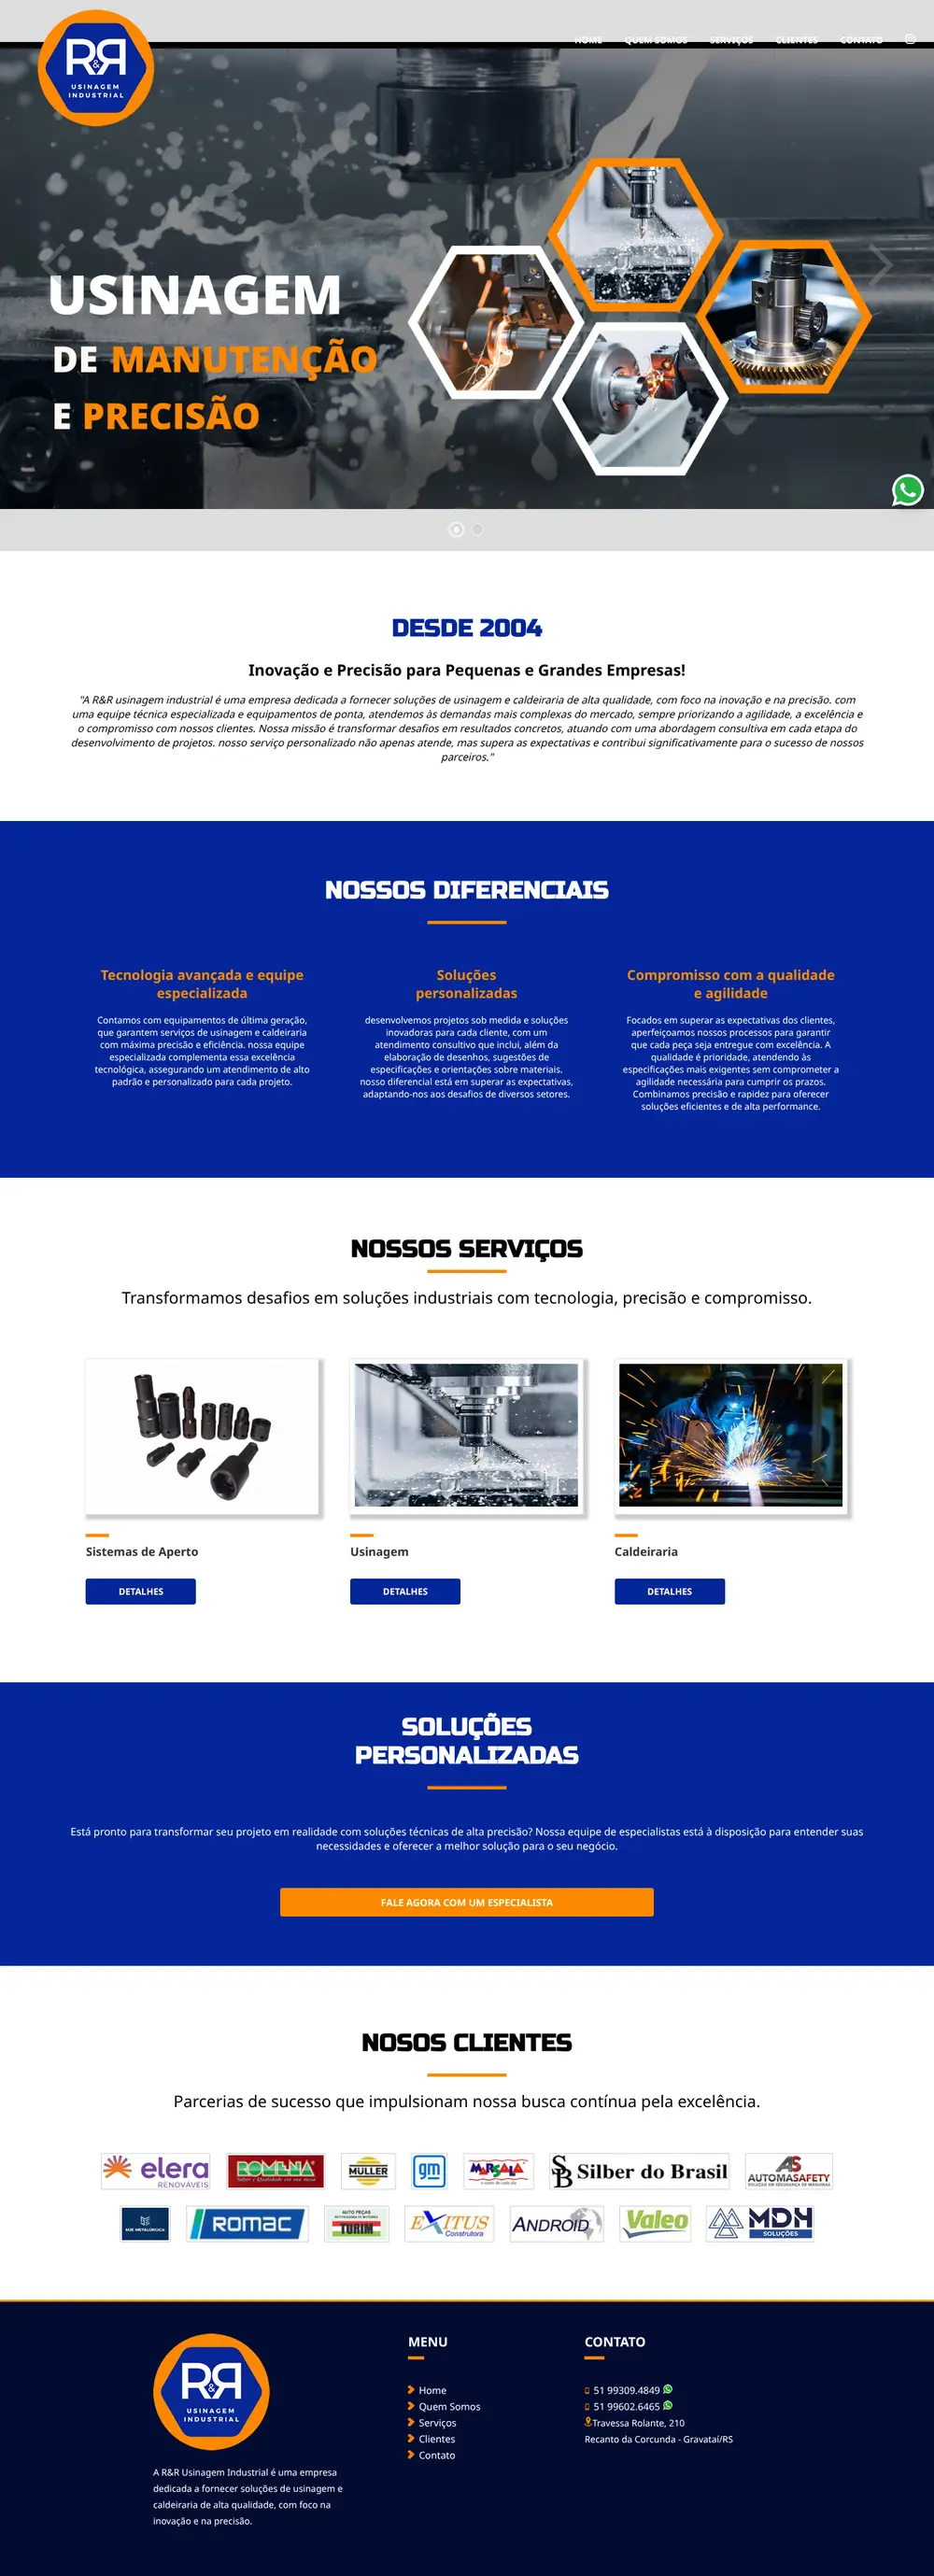 HOME QUEM SOMOS SERVIÇOS CLIENTES CONTATO
R&R
USINAGEM
INDUSTRIAL
USINAGEM
DE MANUTENÇÃO
E PRECISÃO
DESDE 2004
Inovação e Precisão para Pequenas e Grandes Empresas!
"A R&R usinagem industrial é uma empresa dedicada a fornecer soluções de usinagem e caldeiraria de alta qualidade, com foco na inovação e na precisão. com
uma equipe técnica especializada e equipamentos de ponta, atendemos às demandas mais complexas do mercado, sempre priorizando a agilidade, a excelência e
o compromisso com nossos clientes. Nossa missão é transformar desafios em resultados concretos, atuando com uma abordagem consultiva em cada etapa do
desenvolvimento de projetos. nosso serviço personalizado não apenas atende, mas supera as expectativas e contribui significativamente para o sucesso de nossos
parceiros."
NOSSOS DIFERENCIAIS
Tecnologia avançada e equipe
especializada
Contamos com equipamentos de última geração,
que garantem serviços de usinagem e caldeiraria
com máxima precisão e eficiência. nossa equipe
especializada complementa essa excelência
tecnológica, assegurando um atendimento de alto
padrão e personalizado para cada projeto.
Soluções
personalizadas
desenvolvemos projetos sob medida e soluções
inovadoras para cada cliente, com um
atendimento consultivo que inclui, além da
elaboração de desenhos, sugestões de
especificações e orientações sobre materiais.
nosso diferencial está em superar as expectativas,
adaptando-nos aos desafios de diversos setores.
Compromisso com a qualidade
e agilidade
Focados em superar as expectativas dos clientes,
aperfeiçoamos nossos processos para garantir
que cada peça seja entregue com excelência. A
qualidade é prioridade, atendendo às
especificações mais exigentes sem comprometer a
agilidade necessária para cumprir os prazos.
Combinamos precisão e rapidez para oferecer
soluções eficientes e de alta performance.
NOSSOS SERVIÇOS
Transformamos desafios em soluções industriais com tecnologia, precisão e compromisso.
Sistemas de Aperto
DETALHES
Usinagem
DETALHES
Caldeiraria
DETALHES
SOLUÇÕES
PERSONALIZADAS
Está pronto para transformar seu projeto em realidade com soluções técnicas de alta precisão? Nossa equipe de especialistas está à disposição para entender suas
necessidades e oferecer a melhor solução para o seu negócio.
FALE AGORA COM UM ESPECIALISTA
NOSOS CLIENTES
Parcerias de sucesso que impulsionam nossa busca contínua pela excelência.
elera
RENOVÁVEIS
ROMENA
MULLER
gm
MARSALA
SB Silber do Brasil
AS
AUTOMASAFETY
SOLUÇÃO EM SEGURANÇA DE MÁQUINAS
ROMAC
AUTO PEÇAS
TURIM
EXITUS
Construtora
ANDROID
Valeo
MDH
SOLUÇÕES
R&R
USINAGEM
INDUSTRIAL
A R&R Usinagem Industrial é uma empresa
dedicada a fornecer soluções de usinagem e
caldeiraria de alta qualidade, com foco na
inovação e na precisão.
MENU
Home
Quem Somos
Serviços
Clientes
Contato
CONTATO
51 99309.4849
51 99602.6465
Travessa Rolante, 210
Recanto da Corcunda - Gravataí/RS